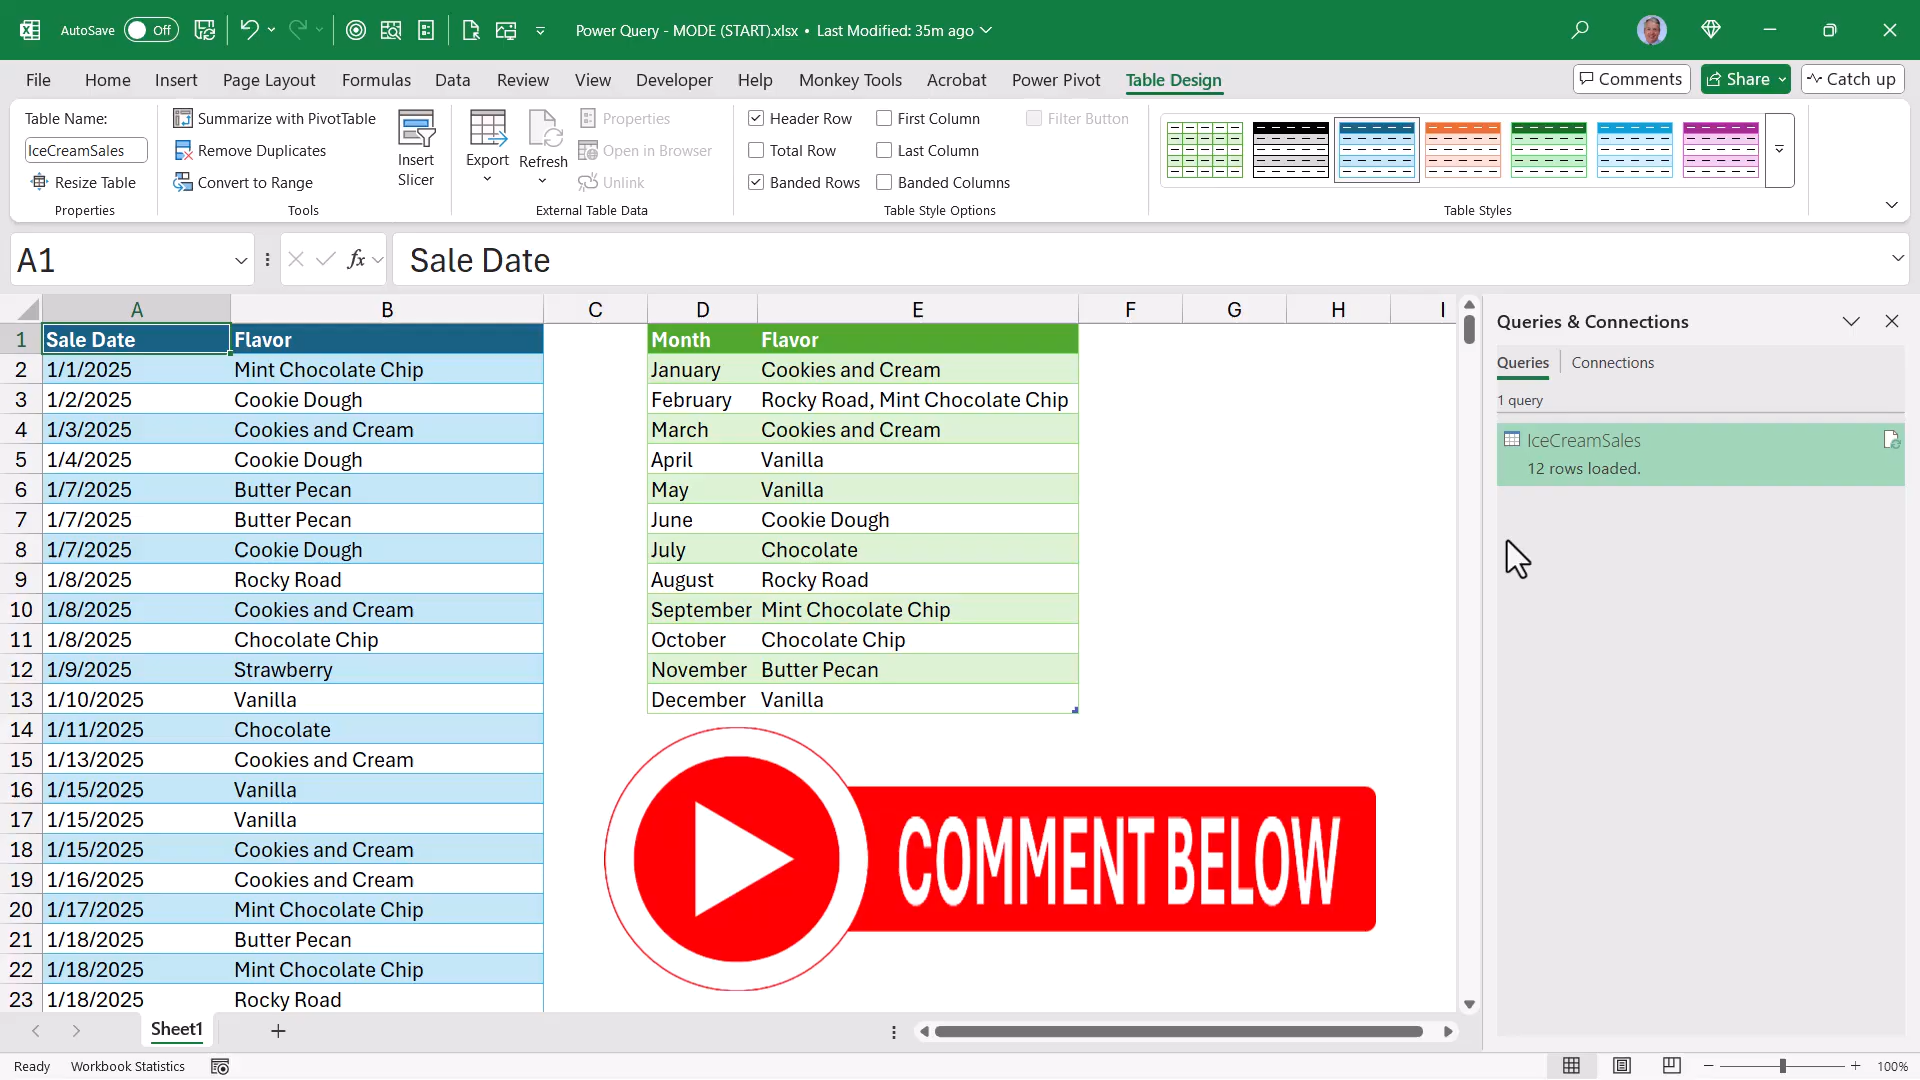 AutoSave Off Power Query - MODE (START).xlsx • Last Modified: 35m ago
File Home Insert Page Layout Formulas Data Review View Developer Help Monkey Tools Acrobat Power Pivot Table Design Comments Share Catch up
Table Name:
IceCreamSales
Resize Table
Properties
Summarize with PivotTable
Remove Duplicates
Convert to Range
Tools
Insert
Slicer
Export
Refresh
Properties
Open in Browser
Unlink
External Table Data
Header Row
Total Row
Banded Rows
First Column
Last Column
Banded Columns
Filter Button
Table Style Options
Table Styles
A1 fx Sale Date
A B C D E F G H I
1 Sale Date Flavor Month Flavor
2 1/1/2025 Mint Chocolate Chip January Cookies and Cream
3 1/2/2025 Cookie Dough February Rocky Road, Mint Chocolate Chip
4 1/3/2025 Cookies and Cream March Cookies and Cream
5 1/4/2025 Cookie Dough April Vanilla
6 1/7/2025 Butter Pecan May Vanilla
7 1/7/2025 Butter Pecan June Cookie Dough
8 1/7/2025 Cookie Dough July Chocolate
9 1/8/2025 Rocky Road August Rocky Road
10 1/8/2025 Cookies and Cream September Mint Chocolate Chip
11 1/8/2025 Chocolate Chip October Chocolate Chip
12 1/9/2025 Strawberry November Butter Pecan
13 1/10/2025 Vanilla December Vanilla
14 1/11/2025 Chocolate
15 1/13/2025 Cookies and Cream
16 1/15/2025 Vanilla
17 1/15/2025 Vanilla
18 1/15/2025 Cookies and Cream
19 1/16/2025 Cookies and Cream
20 1/17/2025 Mint Chocolate Chip
21 1/18/2025 Butter Pecan
22 1/18/2025 Mint Chocolate Chip
23 1/18/2025 Rocky Road
COMMENT BELOW
Queries & Connections
Queries Connections
1 query
IceCreamSales
12 rows loaded.
Sheet1
Ready Workbook Statistics 100%